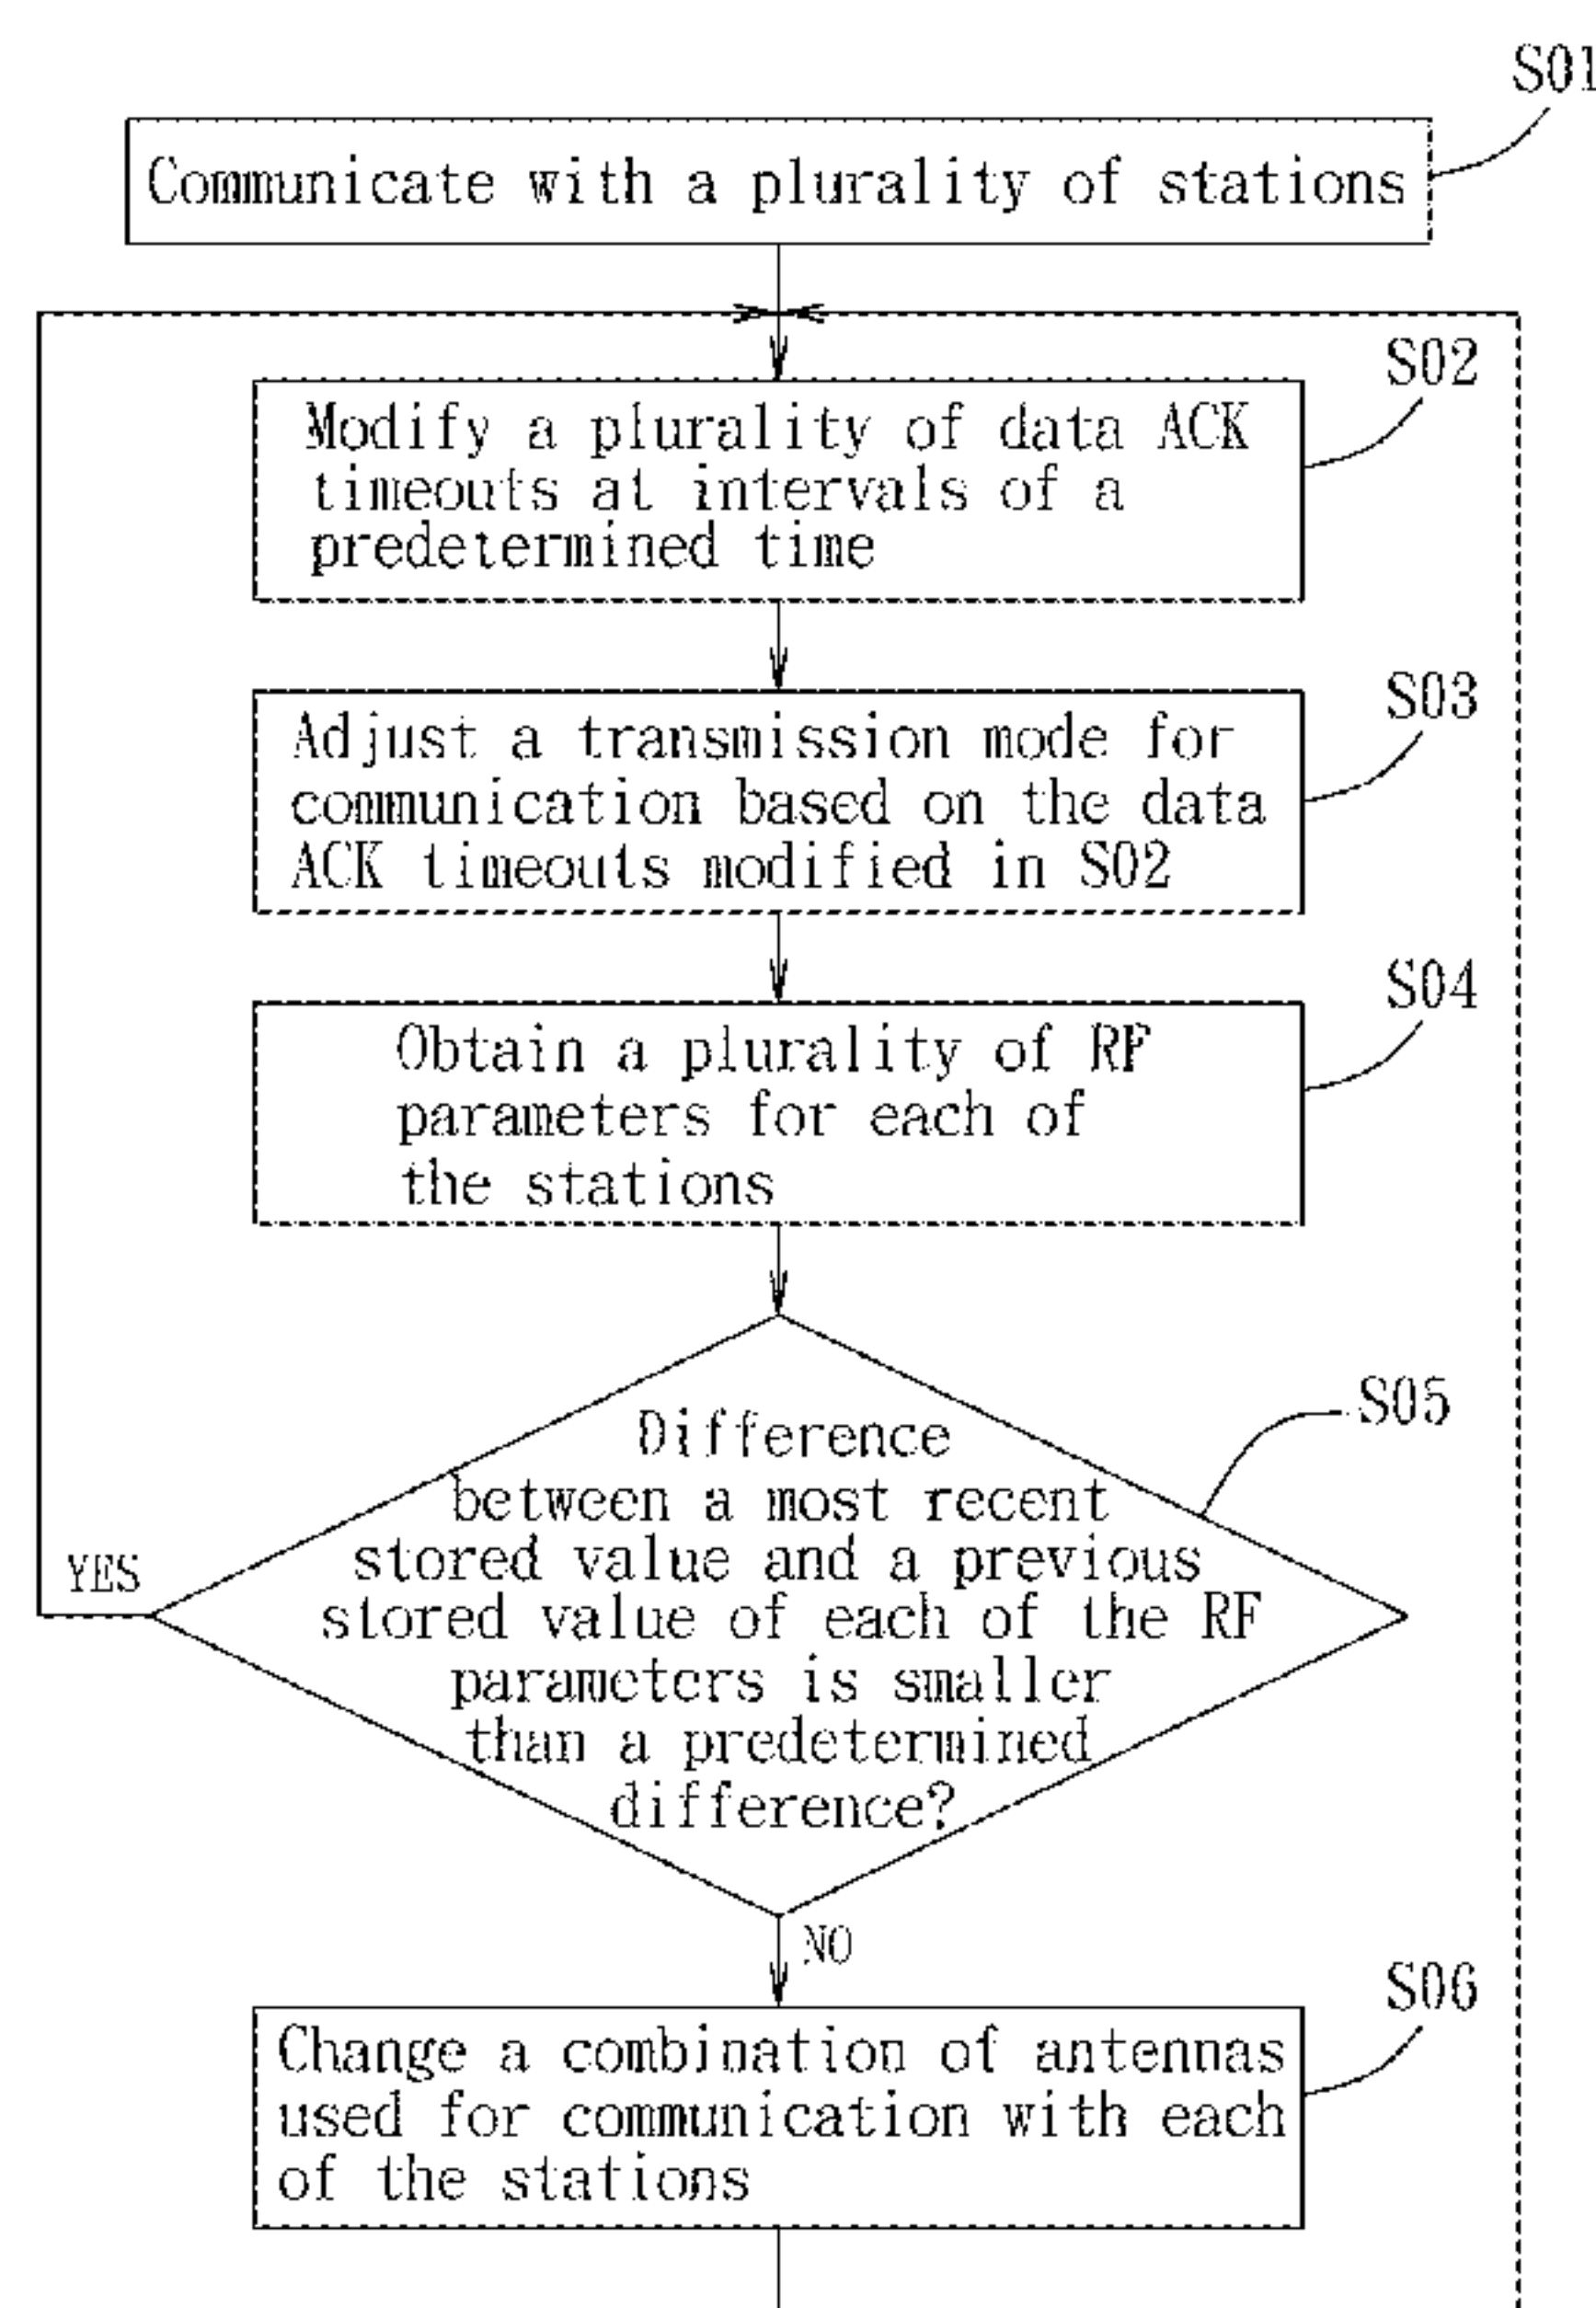 S01
Communicate with a plurality of stations
S02
Modify a plurality of data ACK
timeouts at intervals of a
predetermined time
S03
Adjust a transmission mode for
communication based on the data
ACK timeouts modified in S02
S04
Obtain a plurality of RF
parameters for each of
the stations
S05
Difference
between a most recent
stored value and a previous
stored value of each of the RF
parameters is smaller
than a predetermined
difference?
YES
NO
S06
Change a combination of antennas
used for communication with each
of the stations